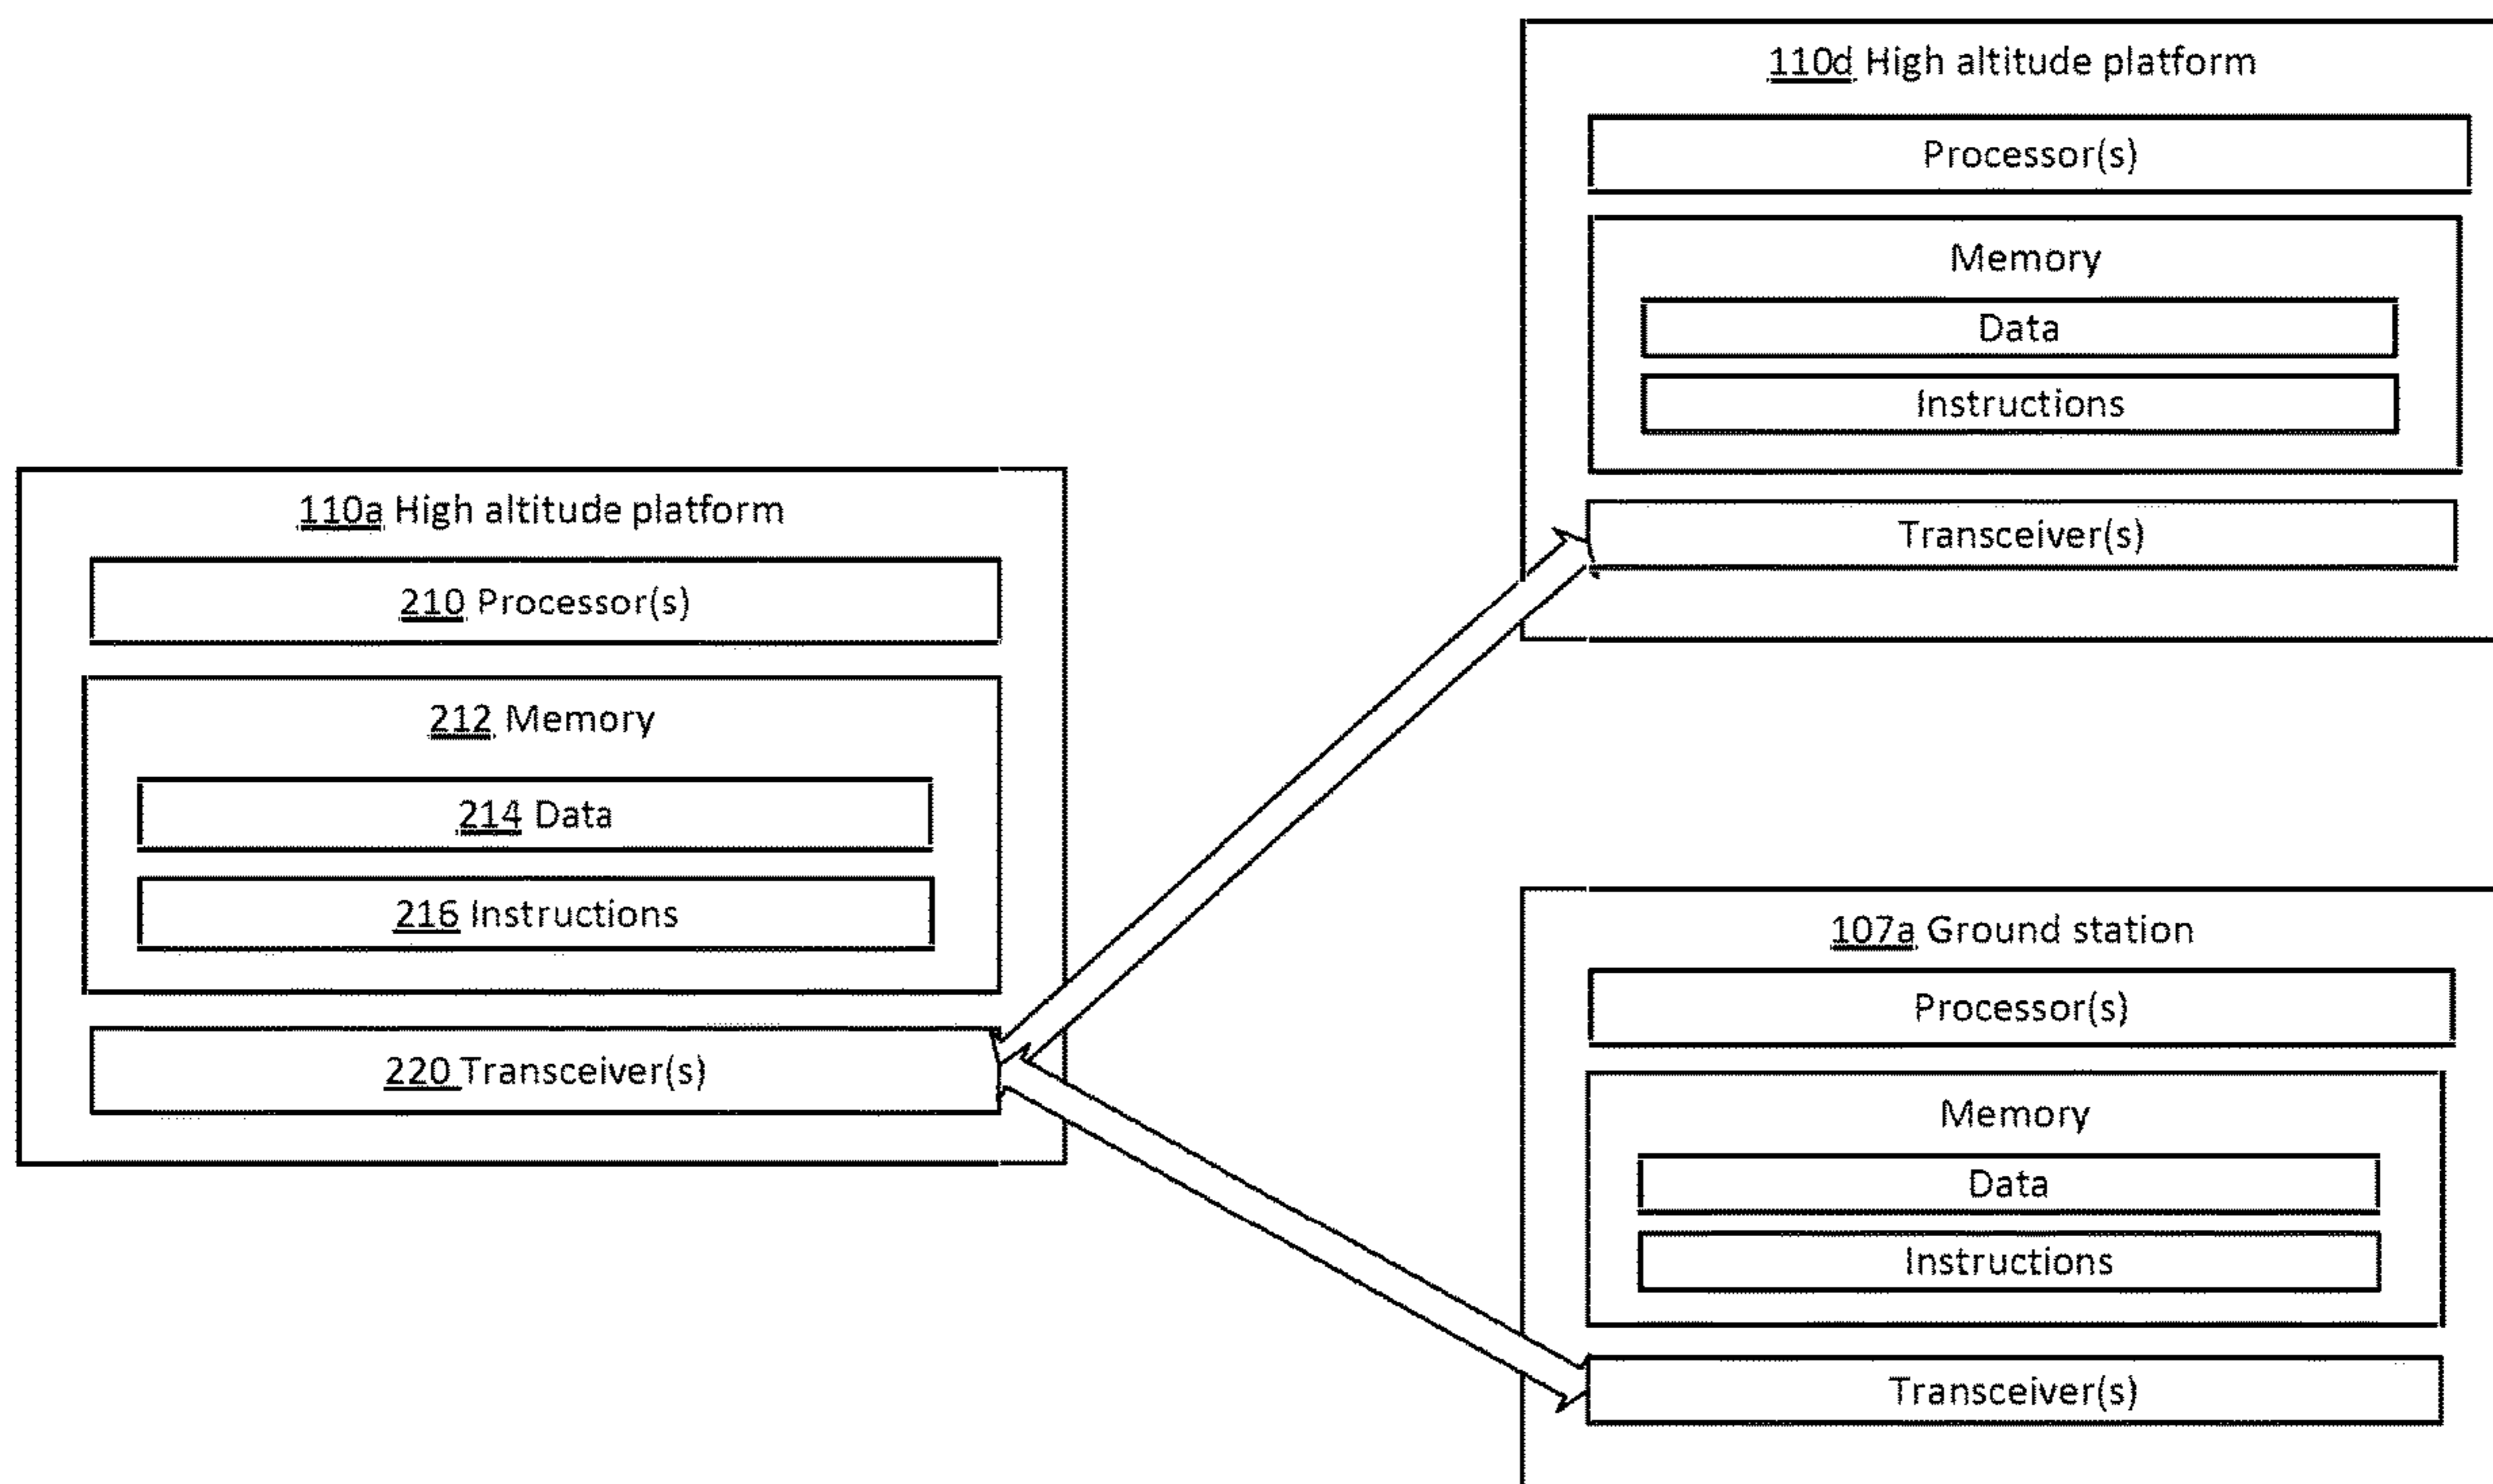 110a High altitude platform
210 Processor(s)
212 Memory
214 Data
216 Instructions
220 Transceiver(s)
110d High altitude platform
Processor(s)
Memory
Data
Instructions
Transceiver(s)
107a Ground station
Processor(s)
Memory
Data
Instructions
Transceiver(s)